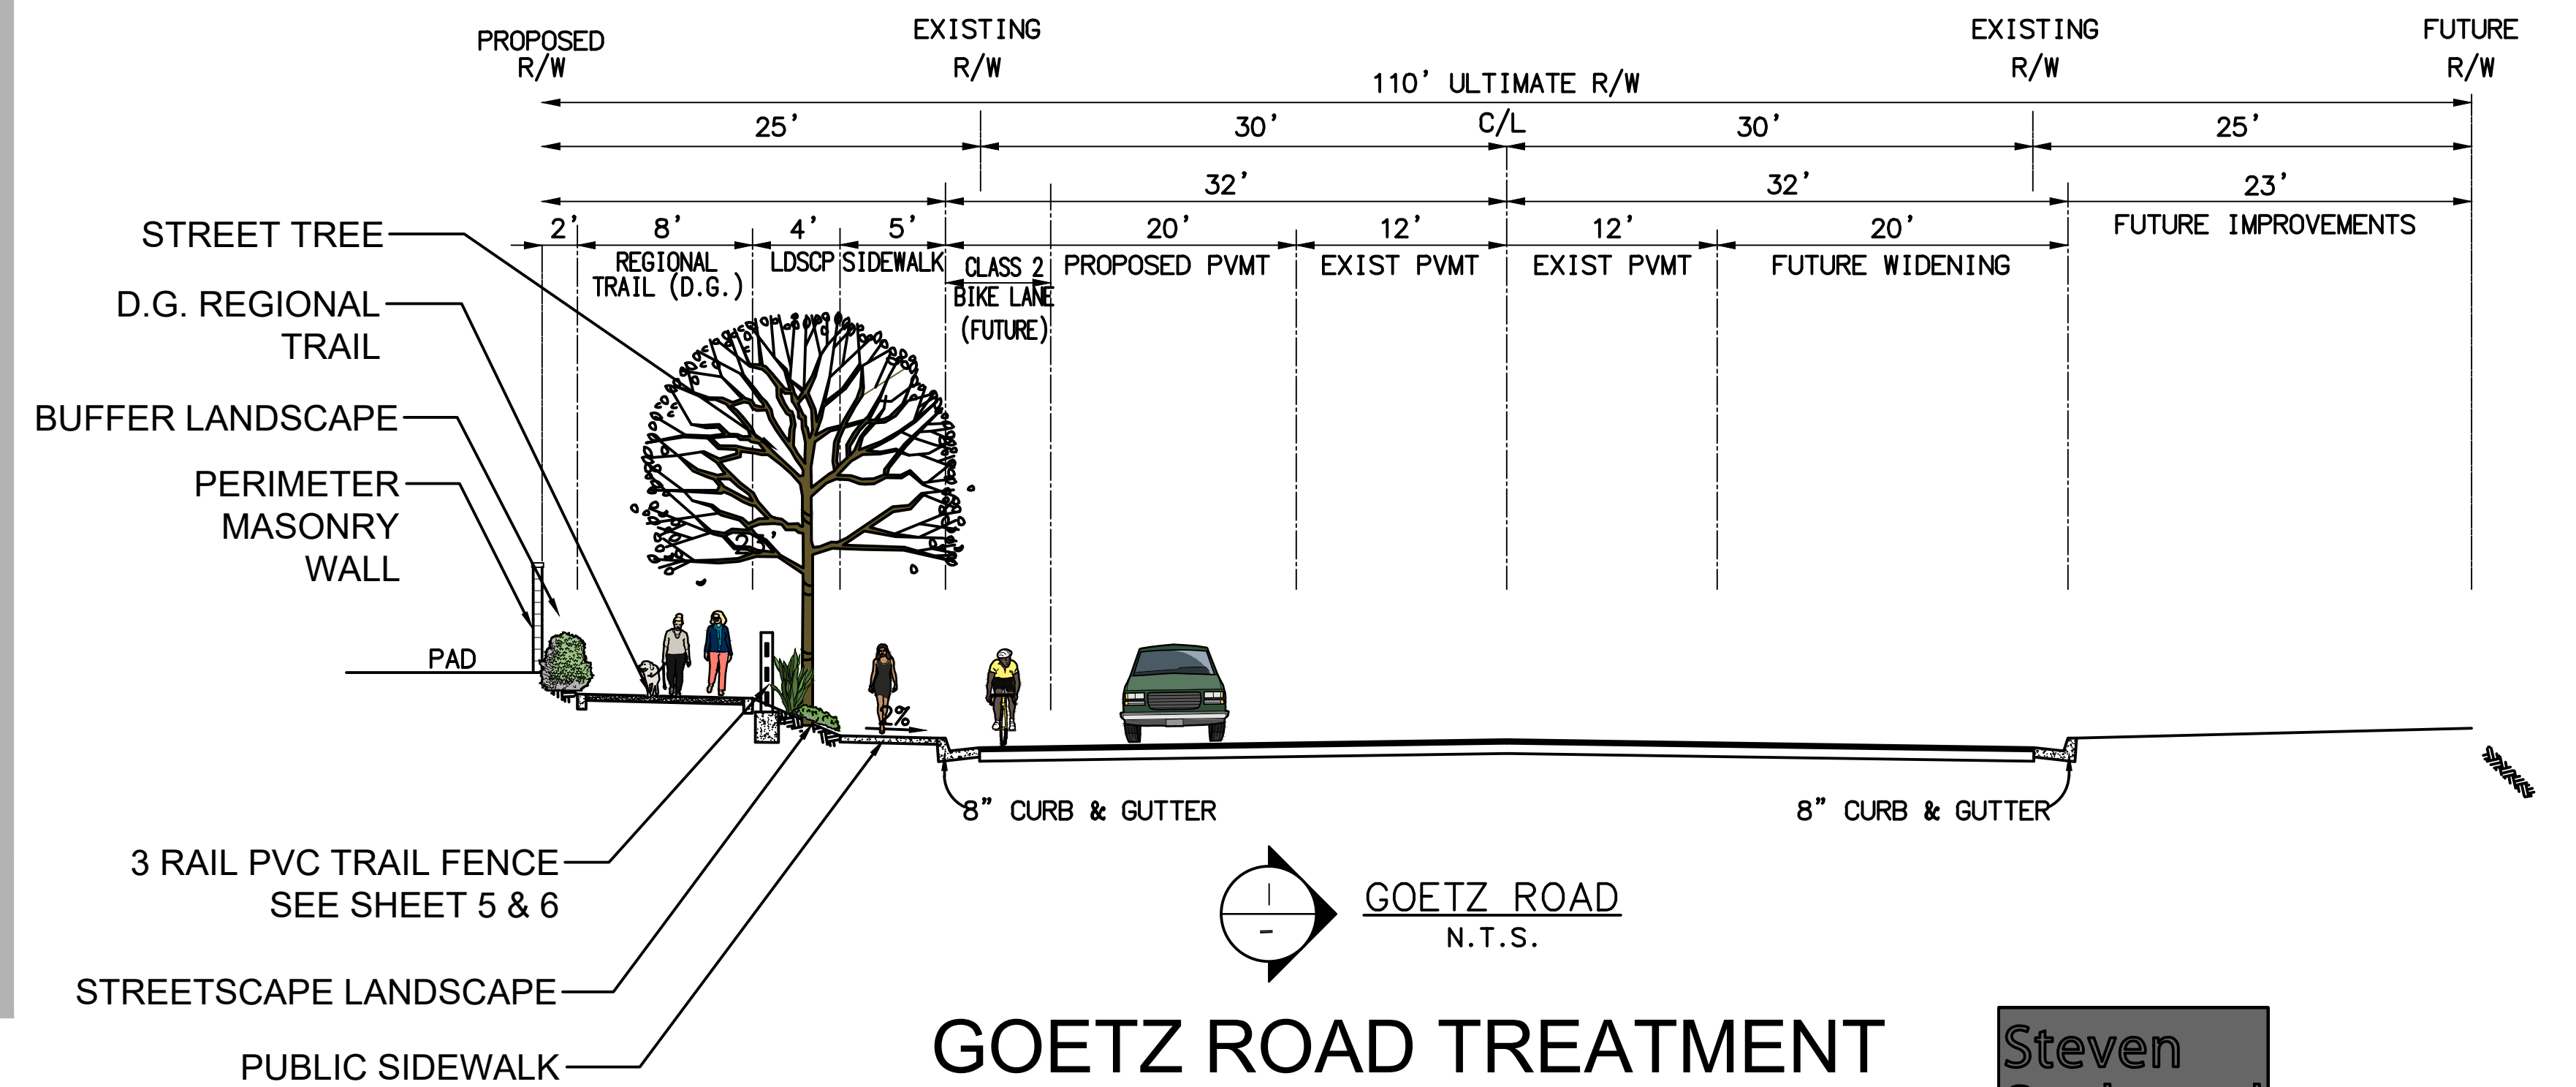 PROPOSED
R/W
EXISTING
R/W
EXISTING
R/W
FUTURE
R/W
110' ULTIMATE R/W
25' 30' C/L 30' 25'
32' 32' 23'
2' 8' 4' 5' 20' 12' 12' 20' FUTURE IMPROVEMENTS
REGIONAL
TRAIL (D.G.)
LDSCP
SIDEWALK
CLASS 2
BIKE LANE
(FUTURE)
PROPOSED PVMT
EXIST PVMT
EXIST PVMT
FUTURE WIDENING
STREET TREE
D.G. REGIONAL
TRAIL
BUFFER LANDSCAPE
PERIMETER
MASONRY
WALL
PAD
2%
8" CURB & GUTTER
8" CURB & GUTTER
3 RAIL PVC TRAIL FENCE
SEE SHEET 5 & 6
STREETSCAPE LANDSCAPE
PUBLIC SIDEWALK
1
-
GOETZ ROAD
N.T.S.
GOETZ ROAD TREATMENT
Steven